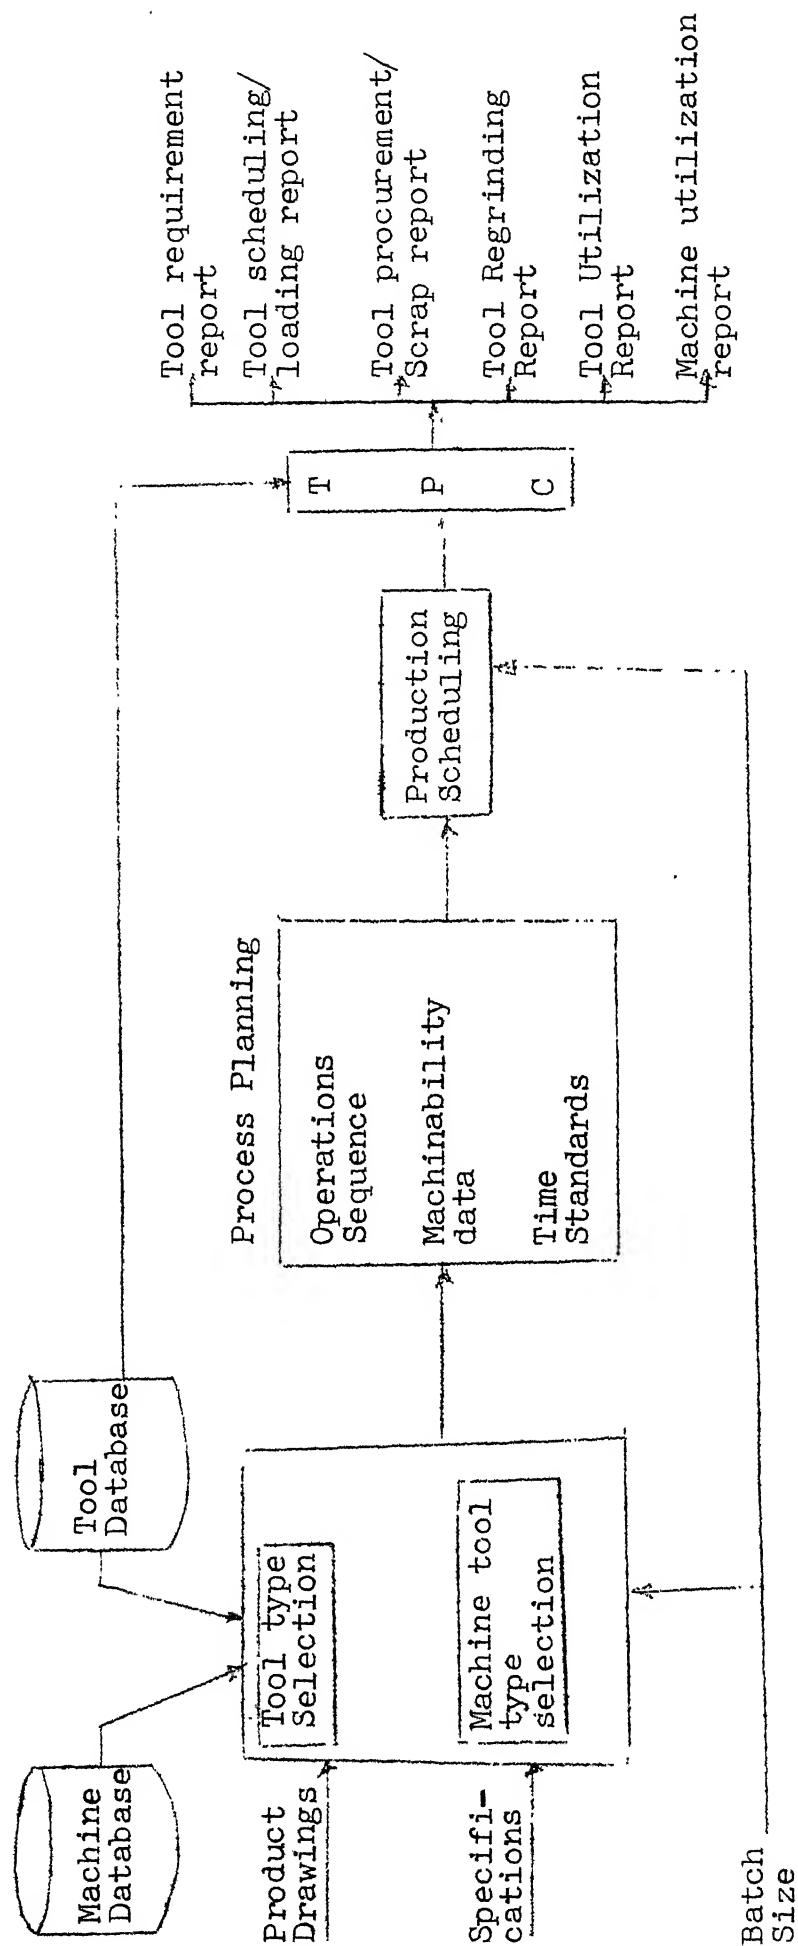 Machine
Database
Tool
Database
Product
Drawings
Specifi-
cations
Batch
Size
Tool type
Selection
Machine tool
type
selection
Process Planning
Operations
Sequence
Machinability
data
Time
Standards
Production
Scheduling
T
P
C
Tool requirement
report
Tool scheduling/
loading report
Tool procurement/
Scrap report
Tool Regrinding
Report
Tool Utilization
Report
Machine utilization
report